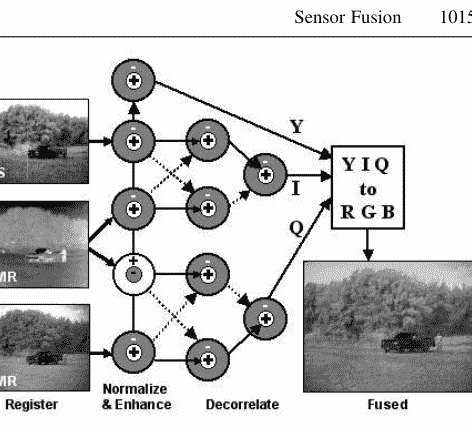 Sensor Fusion 1015
Y
I
Q
Y I Q
to
R G B
S
MR
MR
Register
Normalize
& Enhance
Decorrelate
Fused